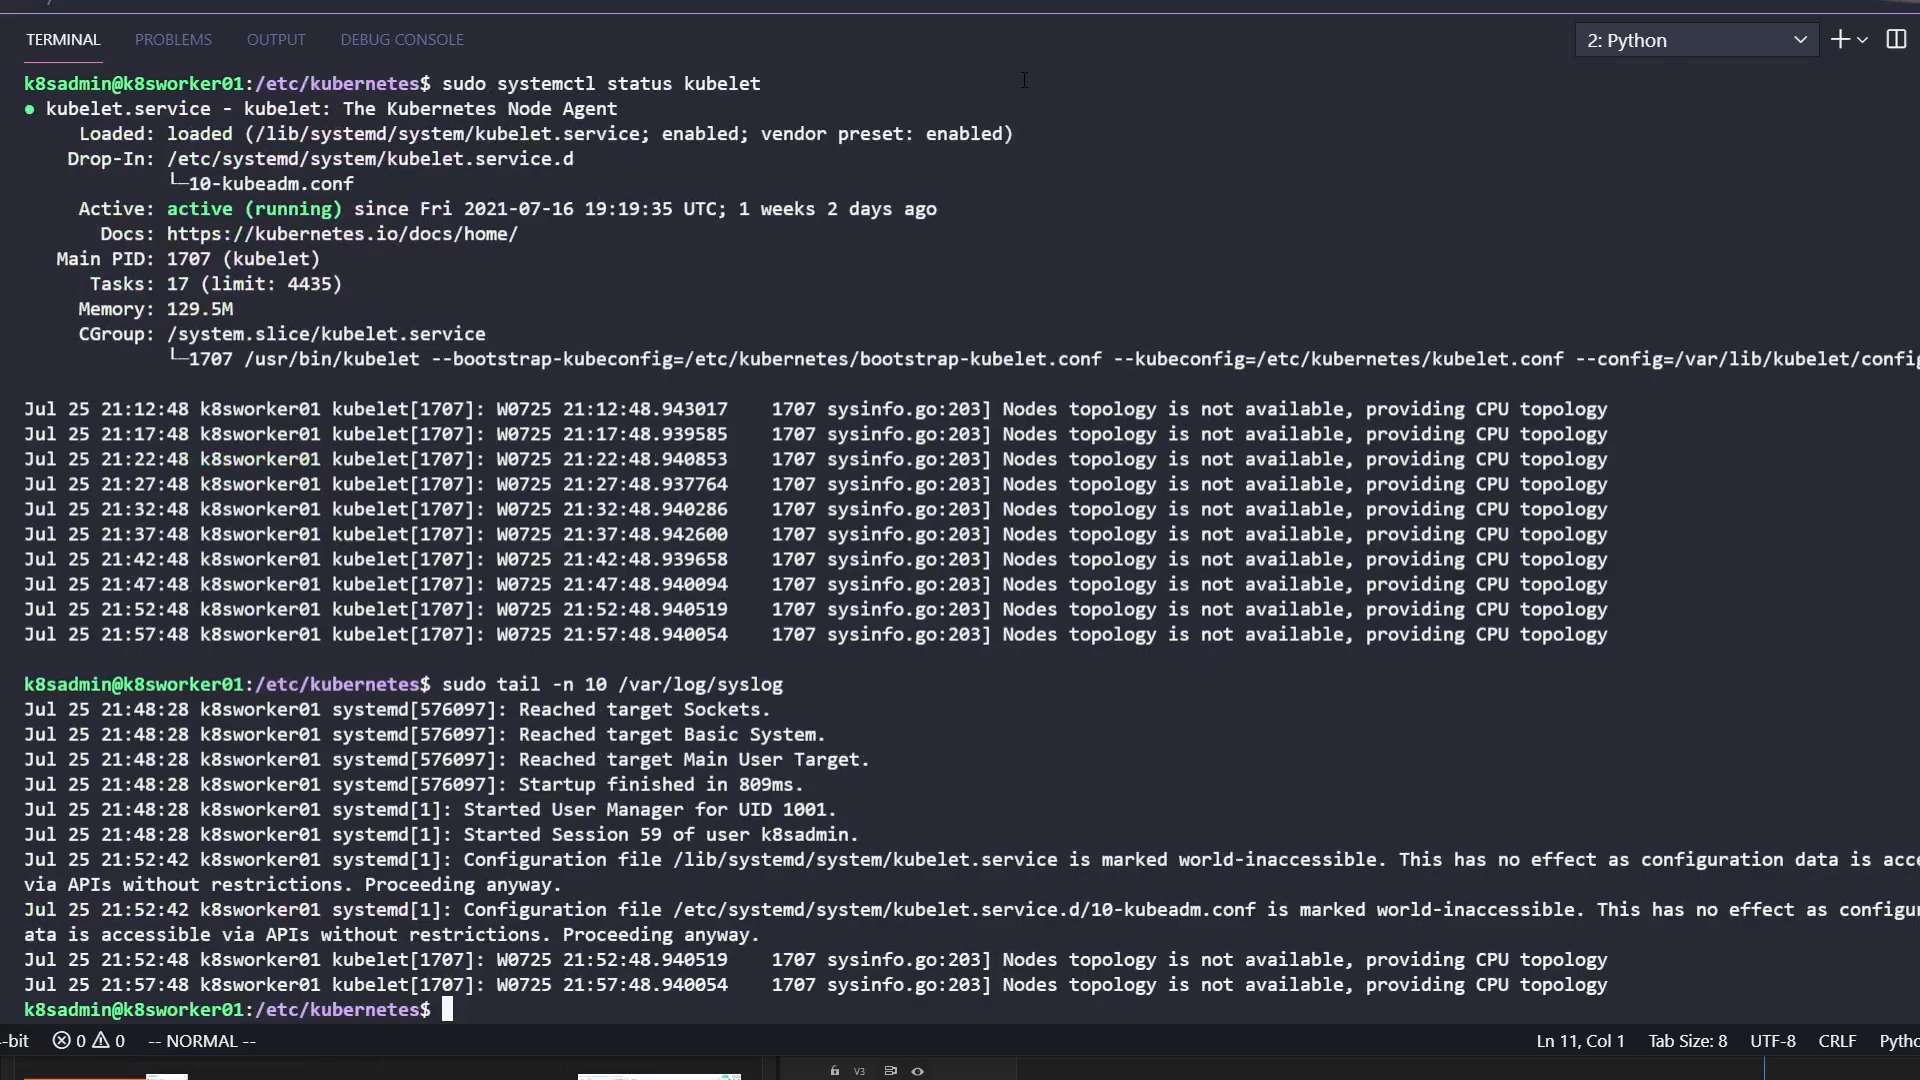 TERMINAL PROBLEMS OUTPUT DEBUG CONSOLE 2: Python
k8sadmin@k8sworker01:/etc/kubernetes$ sudo systemctl status kubelet
● kubelet.service - kubelet: The Kubernetes Node Agent
Loaded: loaded (/lib/systemd/system/kubelet.service; enabled; vendor preset: enabled)
Drop-In: /etc/systemd/system/kubelet.service.d
└─10-kubeadm.conf
Active: active (running) since Fri 2021-07-16 19:19:35 UTC; 1 weeks 2 days ago
Docs: https://kubernetes.io/docs/home/
Main PID: 1707 (kubelet)
Tasks: 17 (limit: 4435)
Memory: 129.5M
CGroup: /system.slice/kubelet.service
└─1707 /usr/bin/kubelet --bootstrap-kubeconfig=/etc/kubernetes/bootstrap-kubelet.conf --kubeconfig=/etc/kubernetes/kubelet.conf --config=/var/lib/kubelet/config
Jul 25 21:12:48 k8sworker01 kubelet[1707]: W0725 21:12:48.943017 1707 sysinfo.go:203] Nodes topology is not available, providing CPU topology
Jul 25 21:17:48 k8sworker01 kubelet[1707]: W0725 21:17:48.939585 1707 sysinfo.go:203] Nodes topology is not available, providing CPU topology
Jul 25 21:22:48 k8sworker01 kubelet[1707]: W0725 21:22:48.940853 1707 sysinfo.go:203] Nodes topology is not available, providing CPU topology
Jul 25 21:27:48 k8sworker01 kubelet[1707]: W0725 21:27:48.937764 1707 sysinfo.go:203] Nodes topology is not available, providing CPU topology
Jul 25 21:32:48 k8sworker01 kubelet[1707]: W0725 21:32:48.940286 1707 sysinfo.go:203] Nodes topology is not available, providing CPU topology
Jul 25 21:37:48 k8sworker01 kubelet[1707]: W0725 21:37:48.942600 1707 sysinfo.go:203] Nodes topology is not available, providing CPU topology
Jul 25 21:42:48 k8sworker01 kubelet[1707]: W0725 21:42:48.939658 1707 sysinfo.go:203] Nodes topology is not available, providing CPU topology
Jul 25 21:47:48 k8sworker01 kubelet[1707]: W0725 21:47:48.940094 1707 sysinfo.go:203] Nodes topology is not available, providing CPU topology
Jul 25 21:52:48 k8sworker01 kubelet[1707]: W0725 21:52:48.940519 1707 sysinfo.go:203] Nodes topology is not available, providing CPU topology
Jul 25 21:57:48 k8sworker01 kubelet[1707]: W0725 21:57:48.940054 1707 sysinfo.go:203] Nodes topology is not available, providing CPU topology
k8sadmin@k8sworker01:/etc/kubernetes$ sudo tail -n 10 /var/log/syslog
Jul 25 21:48:28 k8sworker01 systemd[576097]: Reached target Sockets.
Jul 25 21:48:28 k8sworker01 systemd[576097]: Reached target Basic System.
Jul 25 21:48:28 k8sworker01 systemd[576097]: Reached target Main User Target.
Jul 25 21:48:28 k8sworker01 systemd[576097]: Startup finished in 809ms.
Jul 25 21:48:28 k8sworker01 systemd[1]: Started User Manager for UID 1001.
Jul 25 21:48:28 k8sworker01 systemd[1]: Started Session 59 of user k8sadmin.
Jul 25 21:52:42 k8sworker01 systemd[1]: Configuration file /lib/systemd/system/kubelet.service is marked world-inaccessible. This has no effect as configuration data is acce
via APIs without restrictions. Proceeding anyway.
Jul 25 21:52:42 k8sworker01 systemd[1]: Configuration file /etc/systemd/system/kubelet.service.d/10-kubeadm.conf is marked world-inaccessible. This has no effect as configu
ata is accessible via APIs without restrictions. Proceeding anyway.
Jul 25 21:52:48 k8sworker01 kubelet[1707]: W0725 21:52:48.940519 1707 sysinfo.go:203] Nodes topology is not available, providing CPU topology
Jul 25 21:57:48 k8sworker01 kubelet[1707]: W0725 21:57:48.940054 1707 sysinfo.go:203] Nodes topology is not available, providing CPU topology
k8sadmin@k8sworker01:/etc/kubernetes$
-bit 0 0 -- NORMAL -- Ln 11, Col 1 Tab Size: 8 UTF-8 CRLF Pytho
V3